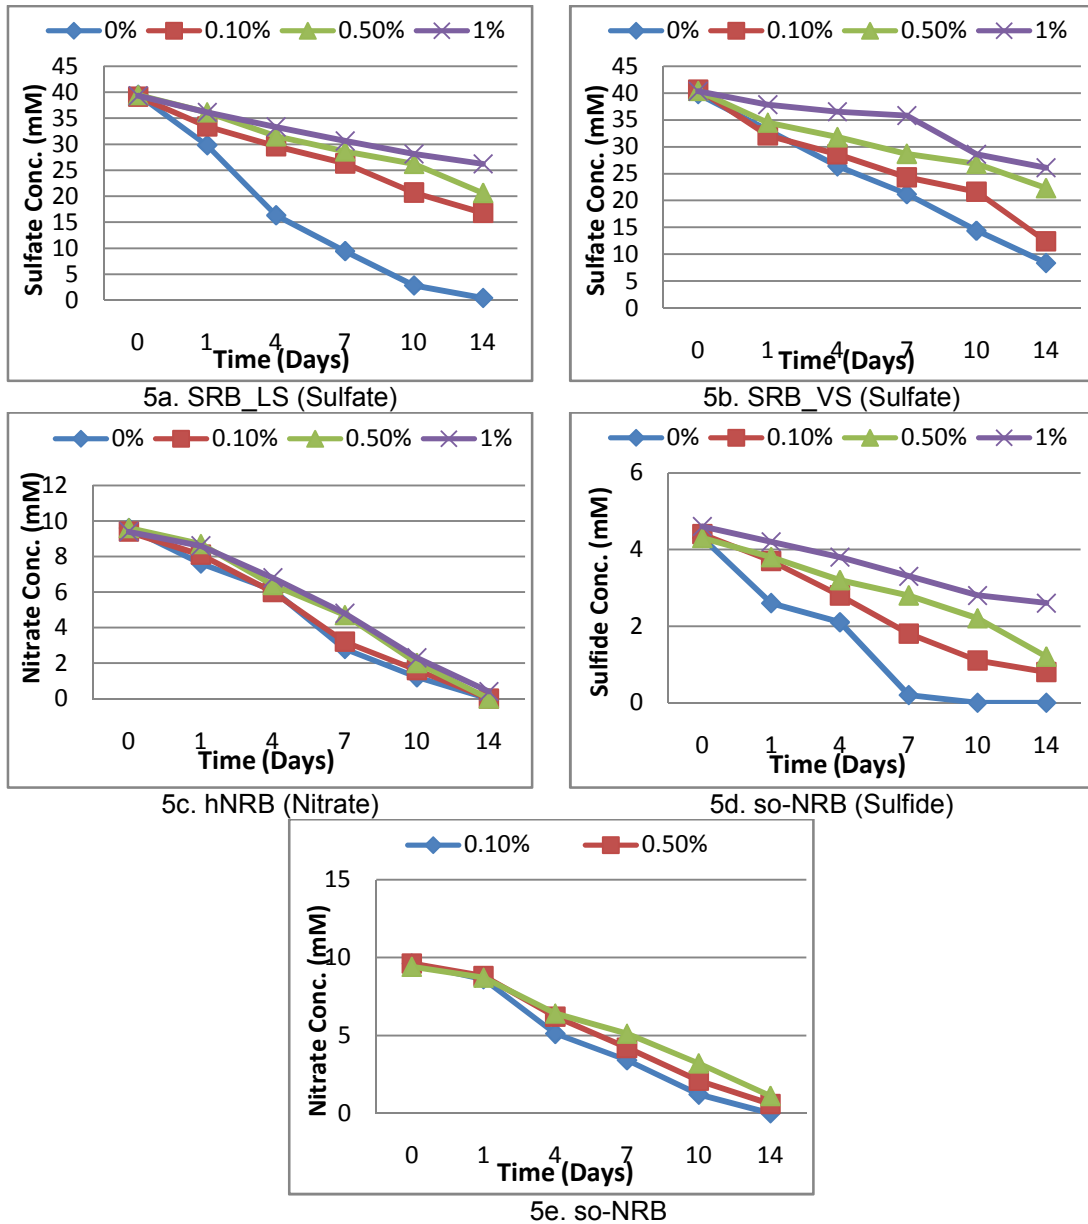 0% 0.10% 0.50% 1%
45
40
35
30
25
20
15
10
5
0
Sulfate Conc. (mM)
0 1 4 7 10 14
Time (Days)
5a. SRB_LS (Sulfate)
0% 0.10% 0.50% 1%
45
40
35
30
25
20
15
10
5
0
Sulfate Conc. (mM)
0 1 4 7 10 14
Time (Days)
5b. SRB_VS (Sulfate)
0% 0.10% 0.50% 1%
12
10
8
6
4
2
0
Nitrate Conc. (mM)
0 1 4 7 10 14
Time (Days)
5c. hNRB (Nitrate)
0% 0.10% 0.50% 1%
6
4
2
0
Sulfide Conc. (mM)
0 1 4 7 10 14
Time (Days)
5d. so-NRB (Sulfide)
0.10% 0.50%
15
10
5
0
Nitrate Conc. (mM)
0 1 4 7 10 14
Time (Days)
5e. so-NRB